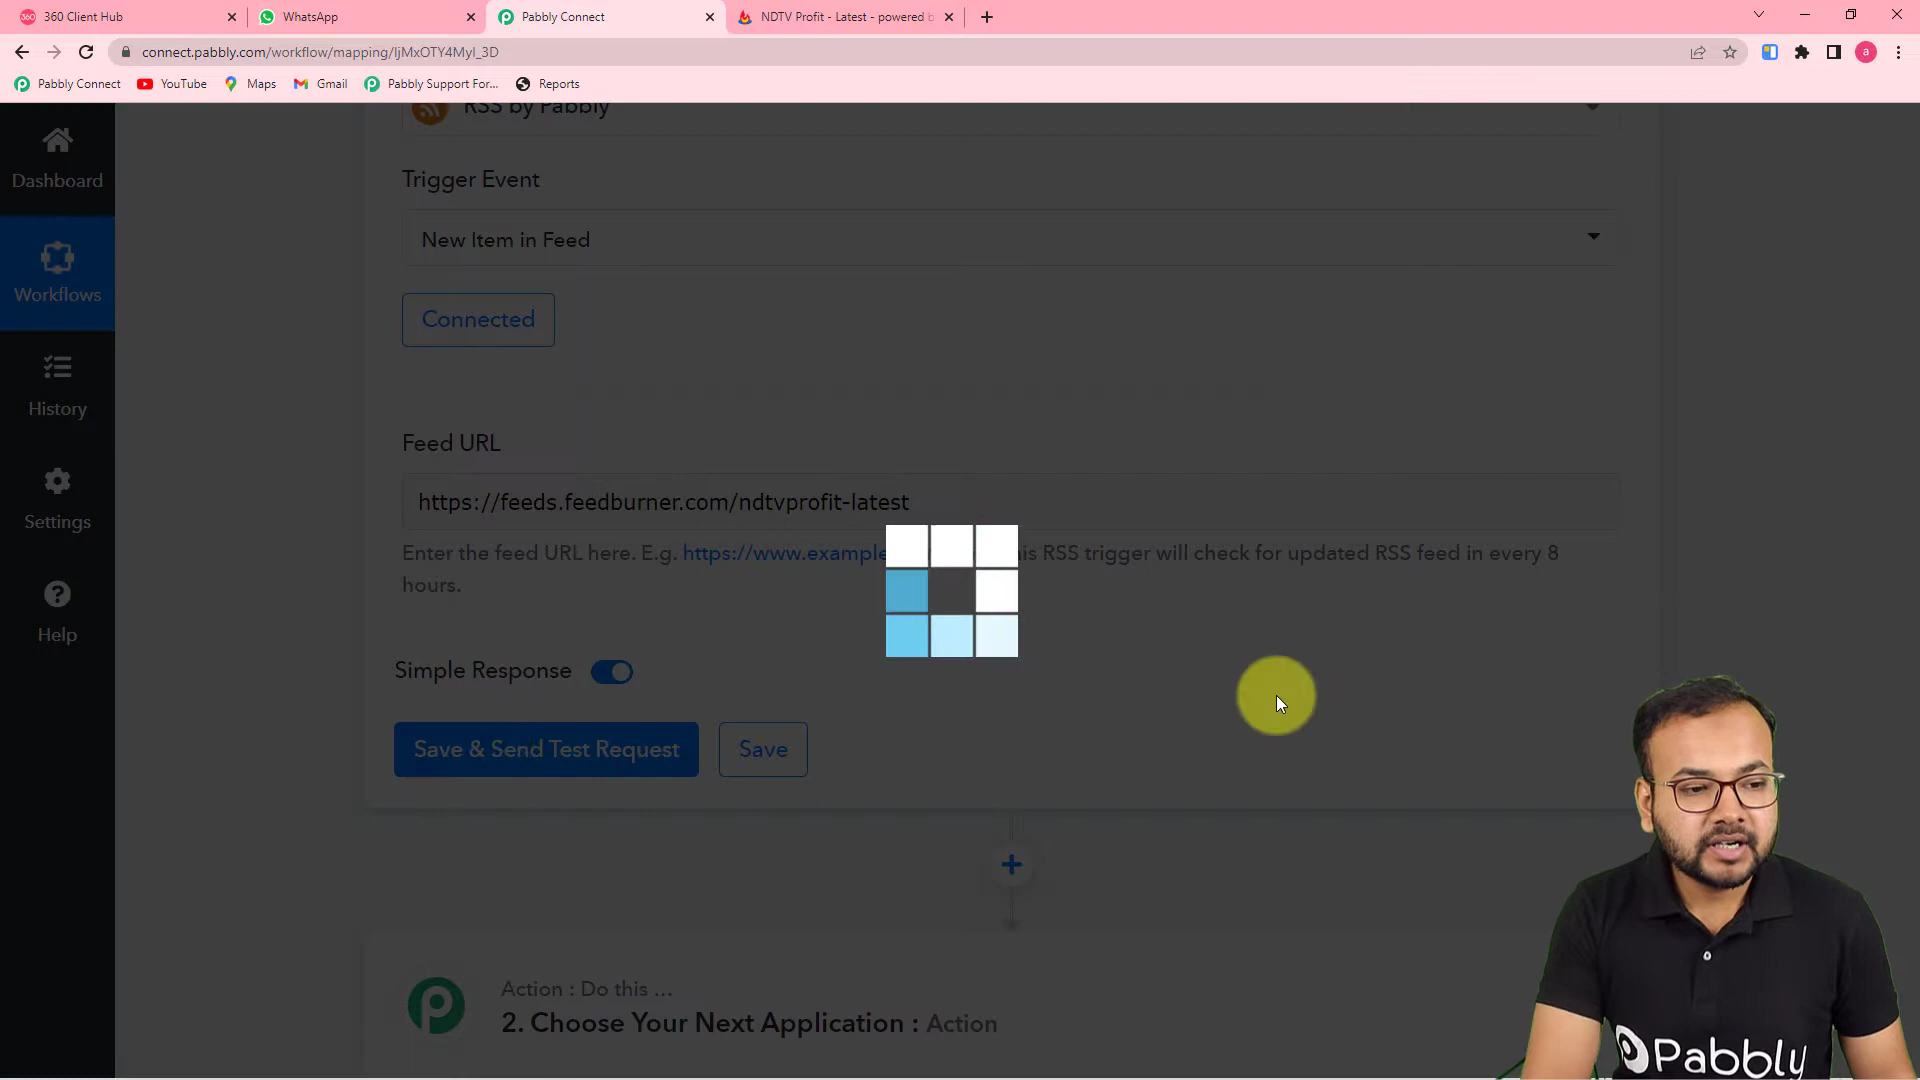 360 Client Hub
WhatsApp
Pabbly Connect
NDTV Profit - Latest - powered b
connect.pabbly.com/workflow/mapping/IjMxOTY4MyI_3D
a
Pabbly Connect
YouTube
Maps
Gmail
Pabbly Support For...
Reports
RSS by Pabbly
Dashboard
Trigger Event
New Item in Feed
Workflows
Connected
History
Feed URL
https://feeds.feedburner.com/ndtvprofit-latest
Settings
Enter the feed URL here. E.g. https://www.example RSS trigger will check for updated RSS feed in every 8
hours.
Help
Simple Response
Save & Send Test Request
Save
Action : Do this ...
2. Choose Your Next Application : Action
Pabbly